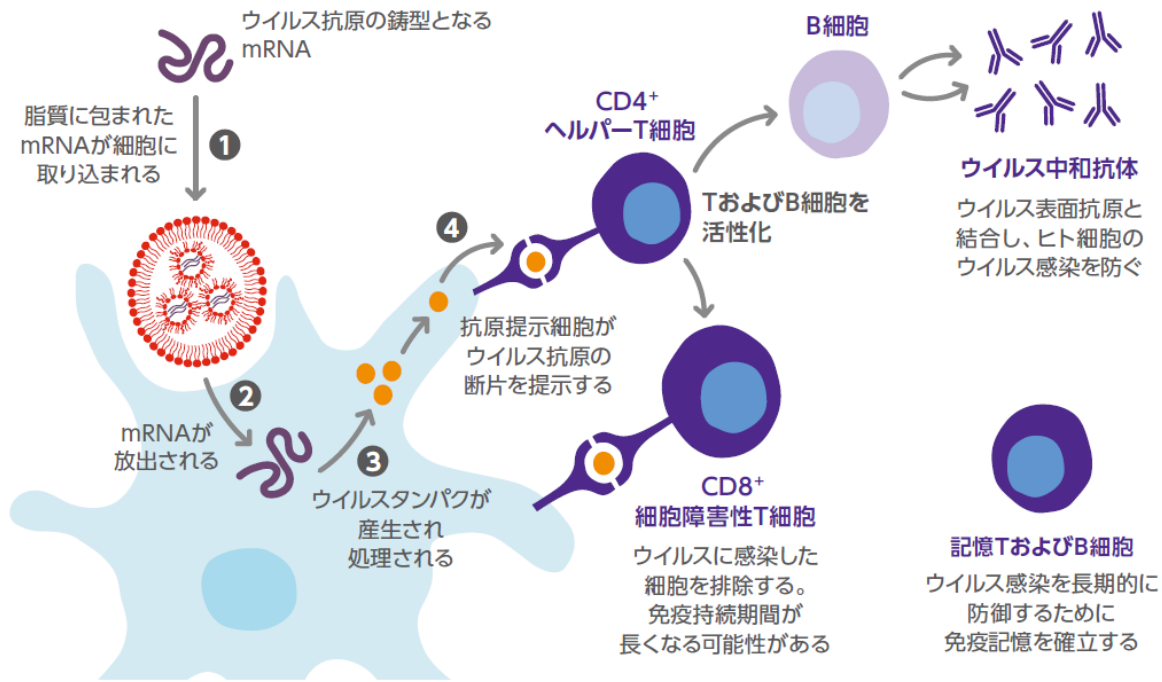 ウイルス抗原の鋳型となる
mRNA
脂質に包まれた
mRNAが細胞に
取り込まれる
1
2
mRNAが
放出される
3
ウイルスタンパクが
産生され
処理される
4
抗原提示細胞が
ウイルス抗原の
断片を提示する
CD4+
ヘルパーT細胞
TおよびB細胞を
活性化
B細胞
ウイルス中和抗体
ウイルス表面抗原と
結合し、ヒト細胞の
ウイルス感染を防ぐ
CD8+
細胞障害性T細胞
ウイルスに感染した
細胞を排除する。
免疫持続期間が
長くなる可能性がある
記憶TおよびB細胞
ウイルス感染を長期的に
防御するために
免疫記憶を確立する